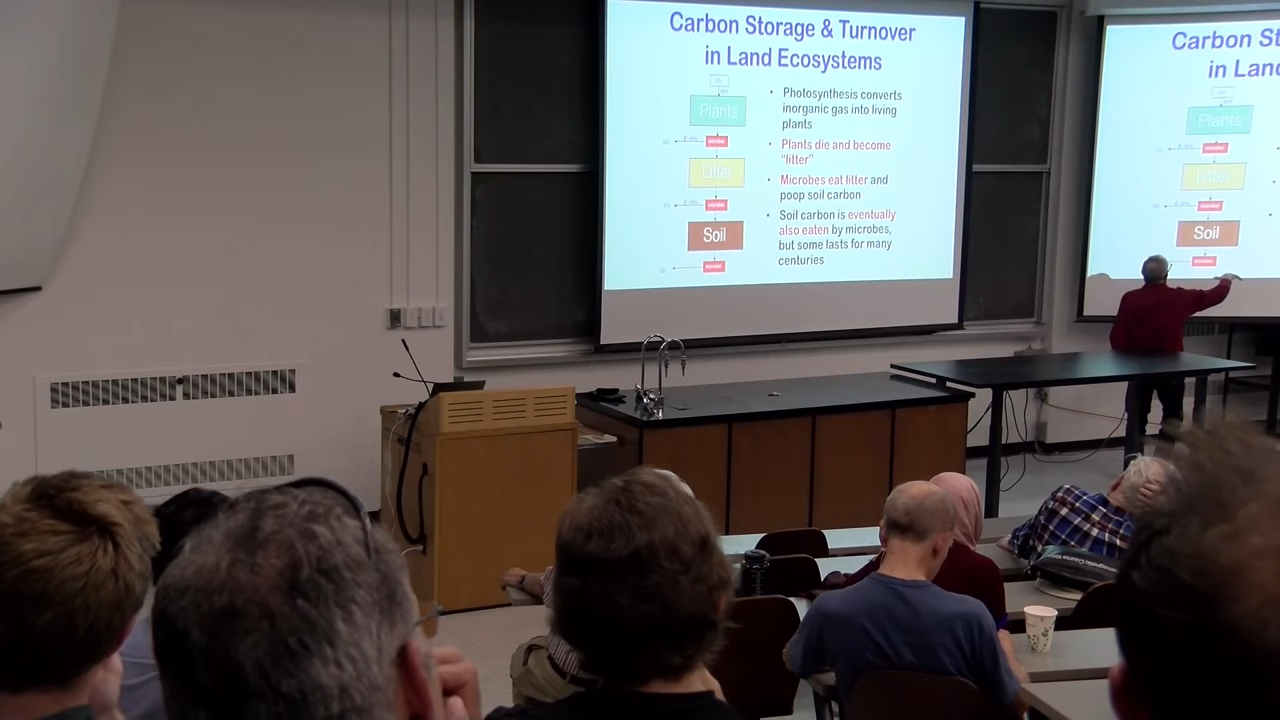 Carbon Storage & Turnover
in Land Ecosystems
Plants
Litter
Soil
• Photosynthesis converts
inorganic gas into living
plants
• Plants die and become
“litter”
• Microbes eat litter and
poop soil carbon
• Soil carbon is eventually
also eaten by microbes,
but some lasts for many
centuries
Carbon St
in Land
Plants
Litter
Soil